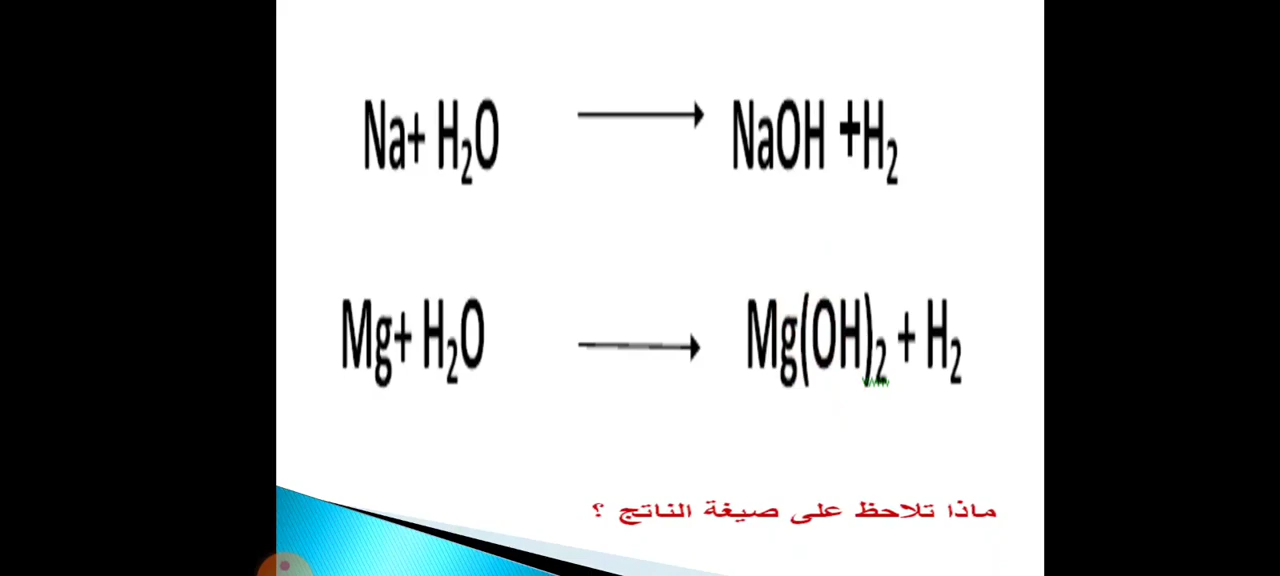 Na+ H₂O ⟶ NaOH +H₂
Mg+ H₂O ⟶ Mg(OH)₂ + H₂
ماذا تلاحظ على صيغة الناتج ؟